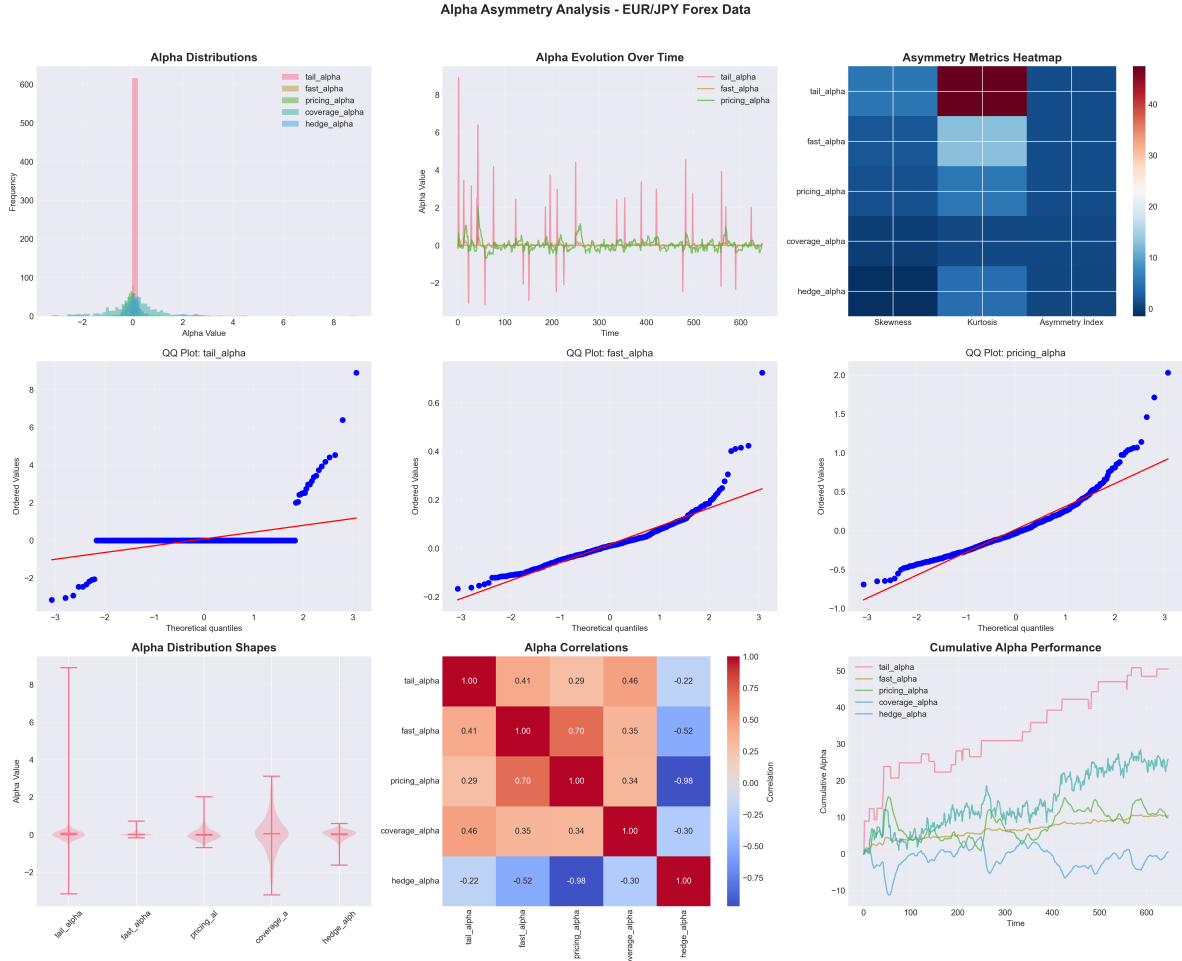 Alpha Asymmetry Analysis - EUR/JPY Forex Data
Alpha Distributions
600
500
400
300
200
100
0
Frequency
−2
0
2
4
6
8
Alpha Value
tail_alpha
fast_alpha
pricing_alpha
coverage_alpha
hedge_alpha
Alpha Evolution Over Time
8
6
4
2
0
−2
Alpha Value
0
100
200
300
400
500
600
Time
tail_alpha
fast_alpha
pricing_alpha
Asymmetry Metrics Heatmap
tail_alpha
fast_alpha
pricing_alpha
coverage_alpha
hedge_alpha
Skewness
Kurtosis
Asymmetry Index
40
30
20
10
0
QQ Plot: tail_alpha
8
6
4
2
0
−2
Ordered Values
−3
−2
−1
0
1
2
3
Theoretical quantiles
QQ Plot: fast_alpha
0.6
0.4
0.2
0.0
−0.2
Ordered Values
−3
−2
−1
0
1
2
3
Theoretical quantiles
QQ Plot: pricing_alpha
2.0
1.5
1.0
0.5
0.0
−0.5
−1.0
Ordered Values
−3
−2
−1
0
1
2
3
Theoretical quantiles
Alpha Distribution Shapes
8
6
4
2
0
−2
Alpha Value
tail_alpha
fast_alpha
pricing_al
coverage_a
hedge_alph
Alpha Correlations
tail_alpha
1.00 0.41 0.29 0.46 -0.22
fast_alpha
0.41 1.00 0.70 0.35 -0.52
pricing_alpha
0.29 0.70 1.00 0.34 -0.98
coverage_alpha
0.46 0.35 0.34 1.00 -0.30
hedge_alpha
-0.22 -0.52 -0.98 -0.30 1.00
tail_alpha
fast_alpha
pricing_alpha
overage_alpha
hedge_alpha
1.00
0.75
0.50
0.25
0.00
−0.25
−0.50
−0.75
Correlation
Cumulative Alpha Performance
50
40
30
20
10
0
−10
Cumulative Alpha
0
100
200
300
400
500
600
Time
tail_alpha
fast_alpha
pricing_alpha
coverage_alpha
hedge_alpha